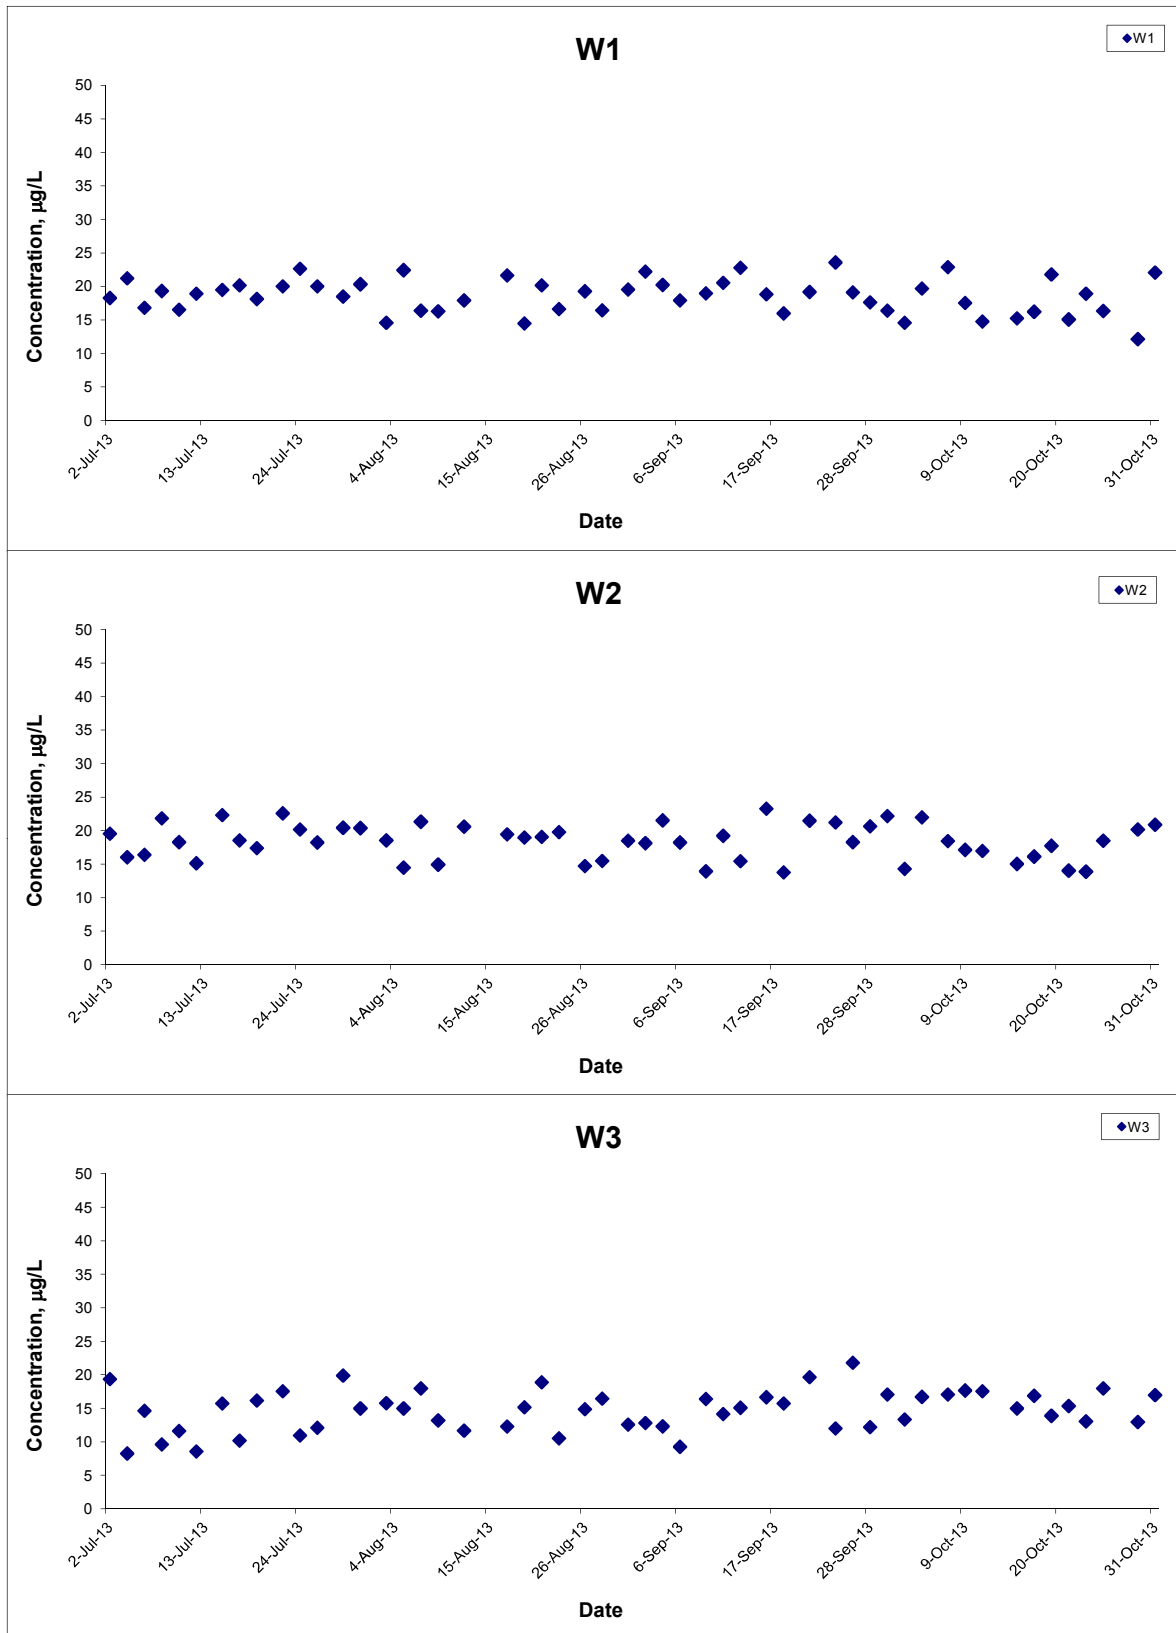 W1
W1
50
45
40
35
30
25
20
15
10
5
0
Concentration, µg/L
2-Jul-13
13-Jul-13
24-Jul-13
4-Aug-13
15-Aug-13
26-Aug-13
6-Sep-13
17-Sep-13
28-Sep-13
9-Oct-13
20-Oct-13
31-Oct-13
Date
W2
W2
50
45
40
35
30
25
20
15
10
5
0
Concentration, µg/L
2-Jul-13
13-Jul-13
24-Jul-13
4-Aug-13
15-Aug-13
26-Aug-13
6-Sep-13
17-Sep-13
28-Sep-13
9-Oct-13
20-Oct-13
31-Oct-13
Date
W3
W3
50
45
40
35
30
25
20
15
10
5
0
Concentration, µg/L
2-Jul-13
13-Jul-13
24-Jul-13
4-Aug-13
15-Aug-13
26-Aug-13
6-Sep-13
17-Sep-13
28-Sep-13
9-Oct-13
20-Oct-13
31-Oct-13
Date